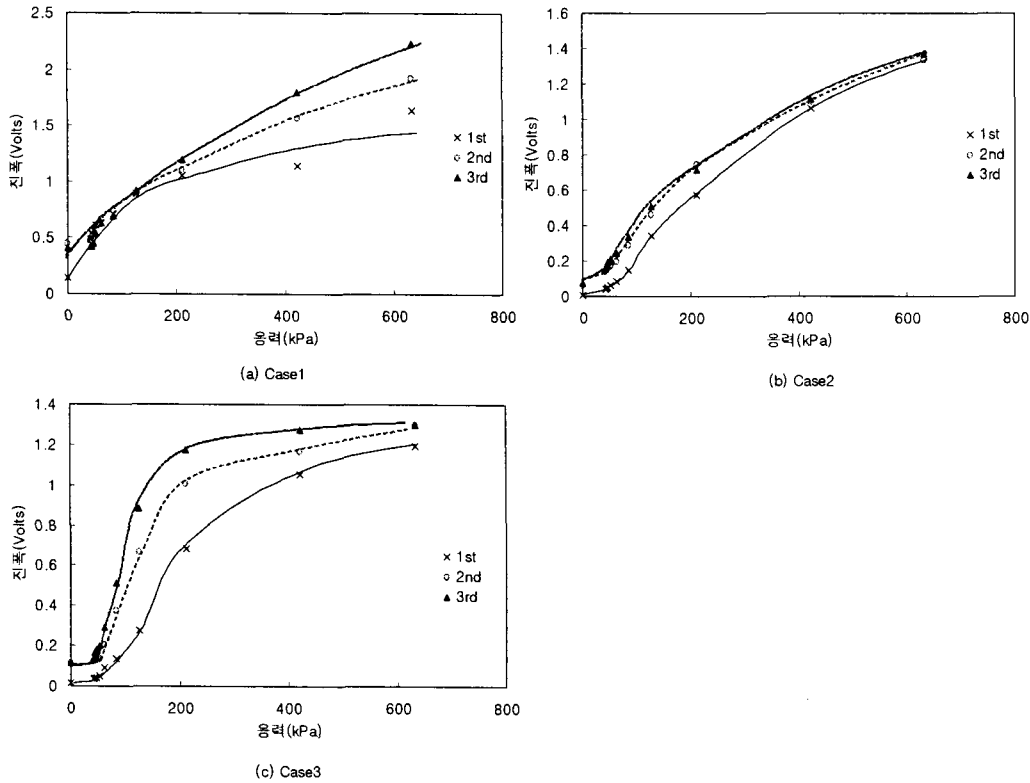 2.5
2
1.5
1
0.5
0
진폭(Volts)
0 200 400 600 800
응력(kPa)
× 1st
○ 2nd
▲ 3rd
(a) Case1
1.6
1.4
1.2
1
0.8
0.6
0.4
0.2
0
진폭(Volts)
0 200 400 600 800
응력(kPa)
× 1st
○ 2nd
▲ 3rd
(b) Case2
1.4
1.2
1
0.8
0.6
0.4
0.2
0
진폭(Volts)
0 200 400 600 800
응력(kPa)
× 1st
○ 2nd
▲ 3rd
(c) Case3